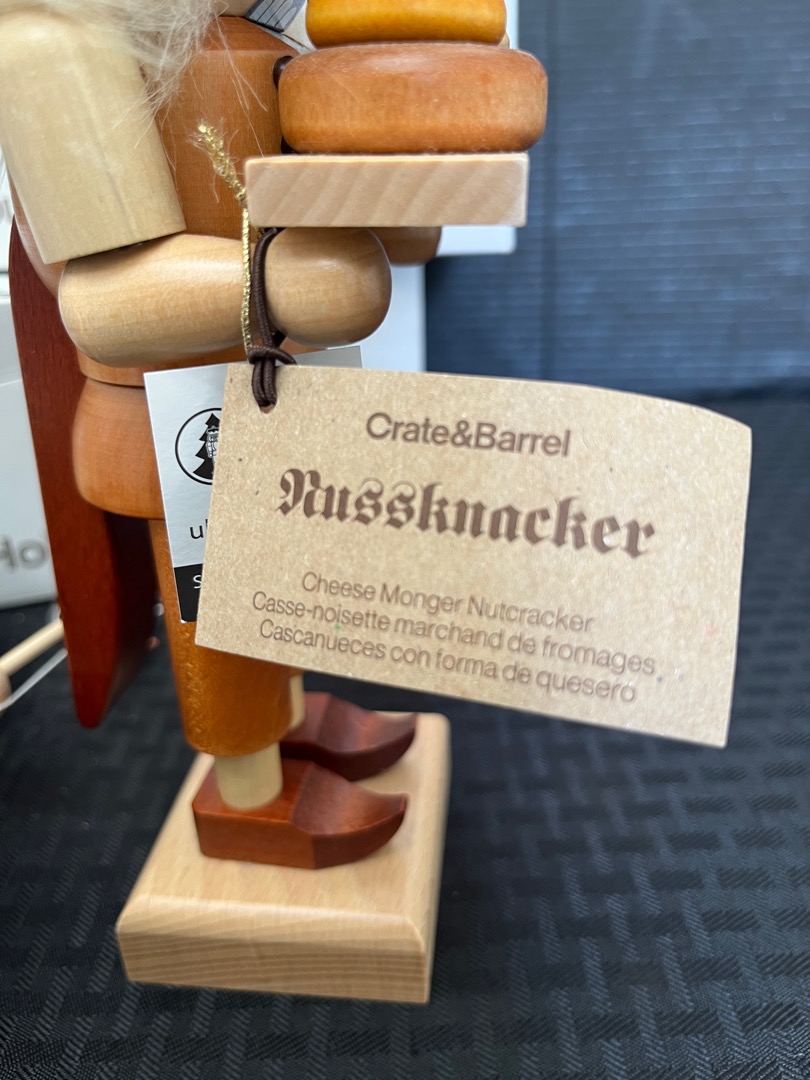 Crate&Barrel
Nussknacker
Cheese Monger Nutcracker
Casse-noisette marchand de fromages
Cascanueces con forma de quesero